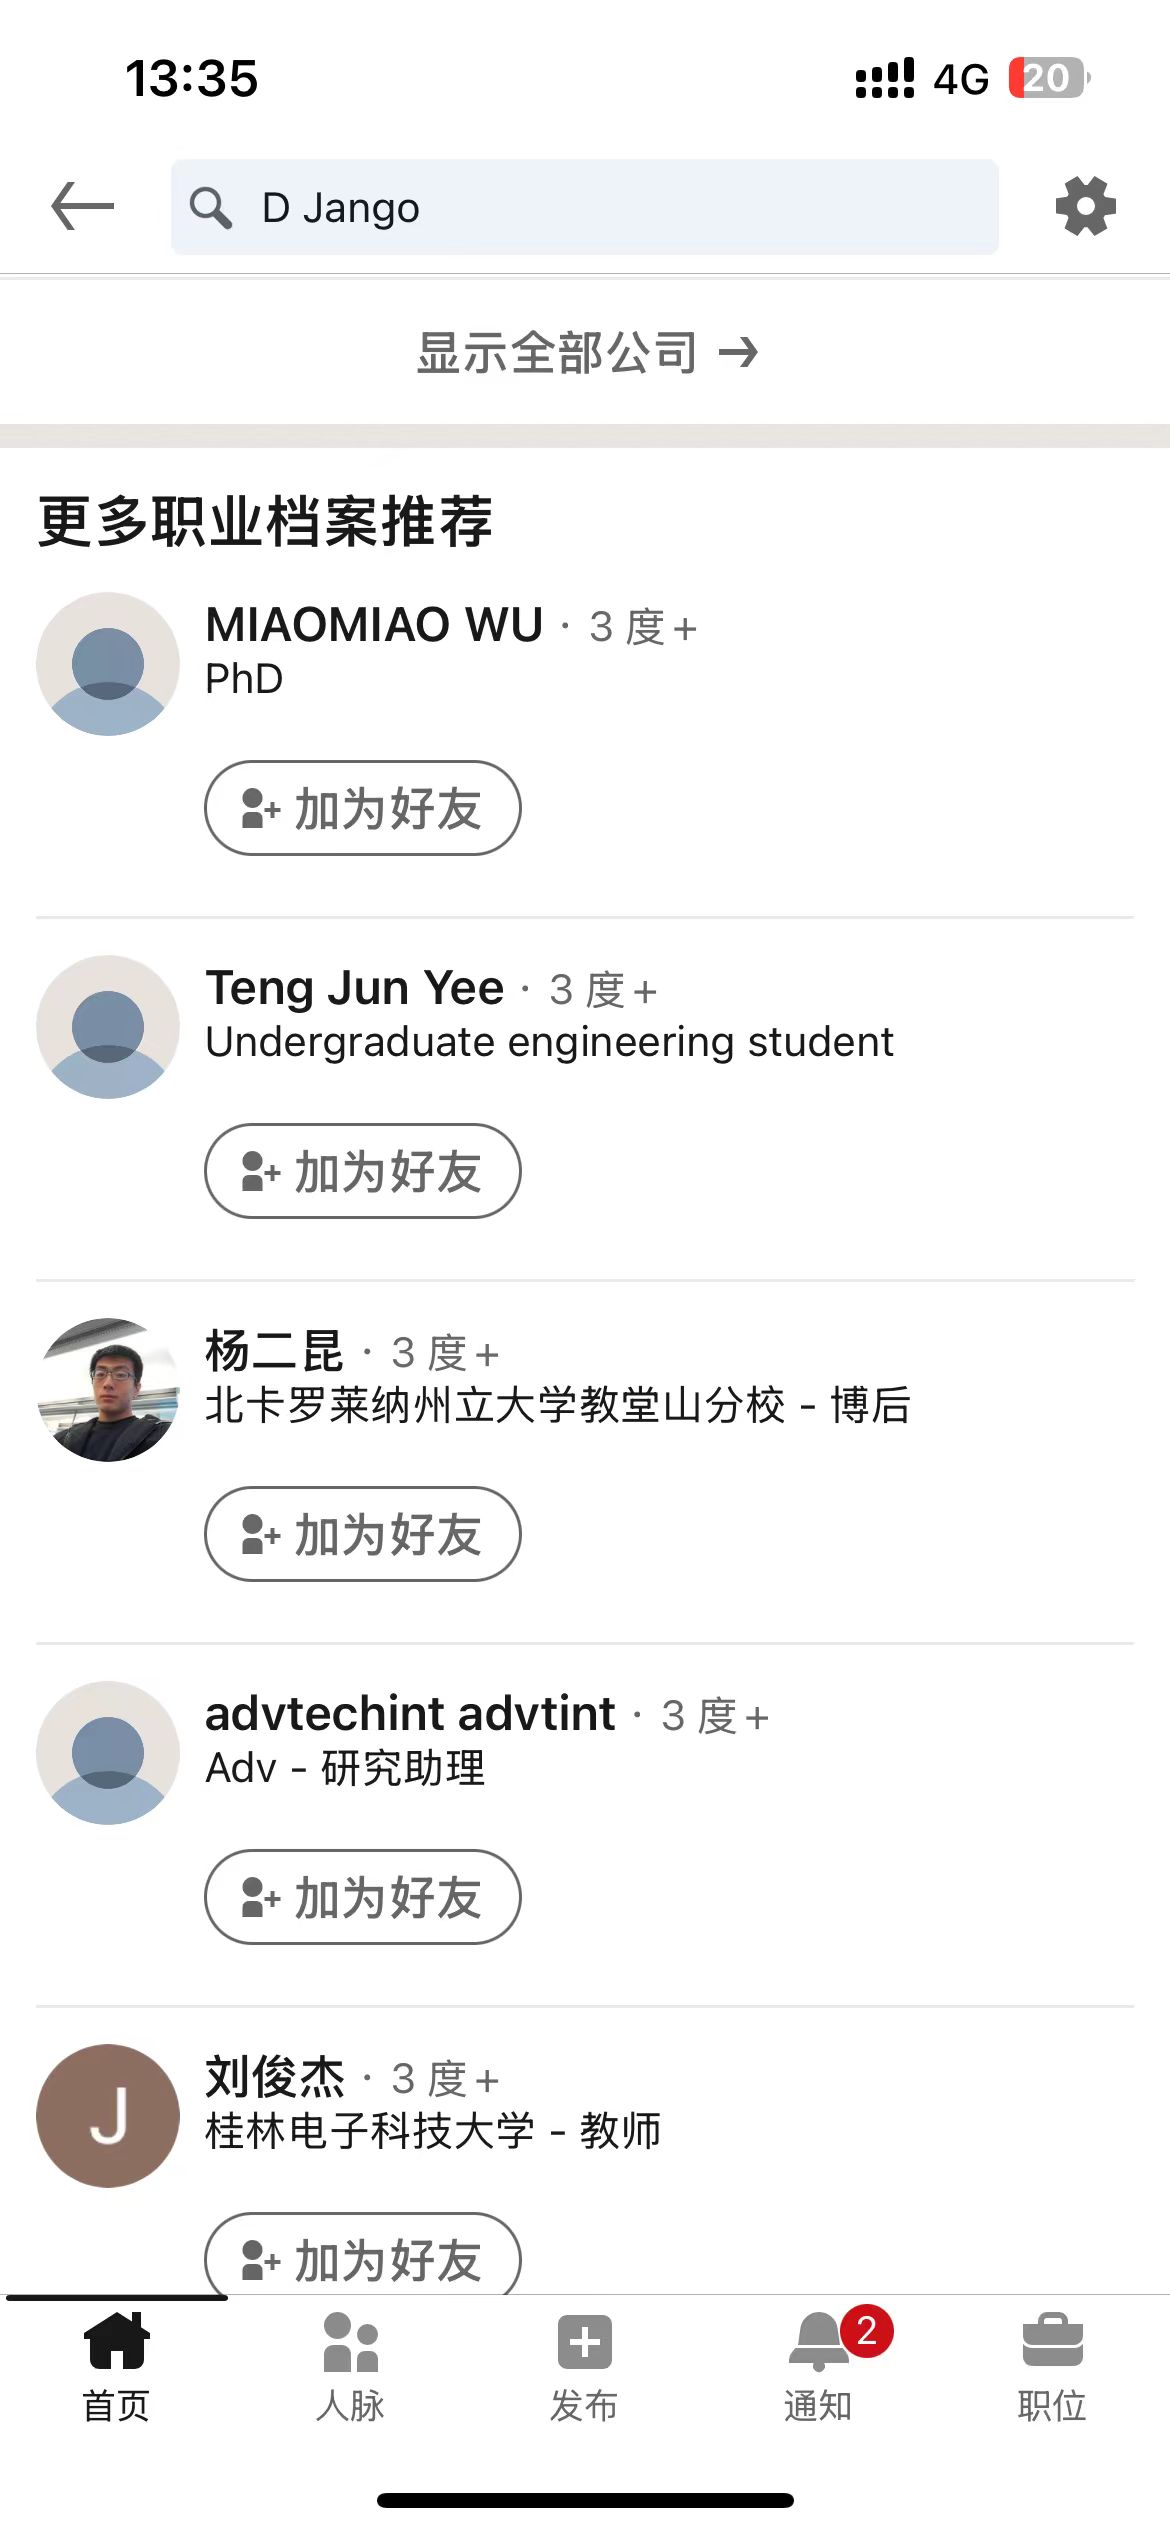 13:35
4G
20
D Jango
显示全部公司 →
更多职业档案推荐
MIAOMIAO WU · 3 度+
PhD
加为好友
Teng Jun Yee · 3 度+
Undergraduate engineering student
加为好友
杨二昆 · 3 度+
北卡罗莱纳州立大学教堂山分校 - 博后
加为好友
advtechint advtint · 3 度+
Adv - 研究助理
加为好友
J
刘俊杰 · 3 度+
桂林电子科技大学 - 教师
加为好友
2
首页
人脉
发布
通知
职位